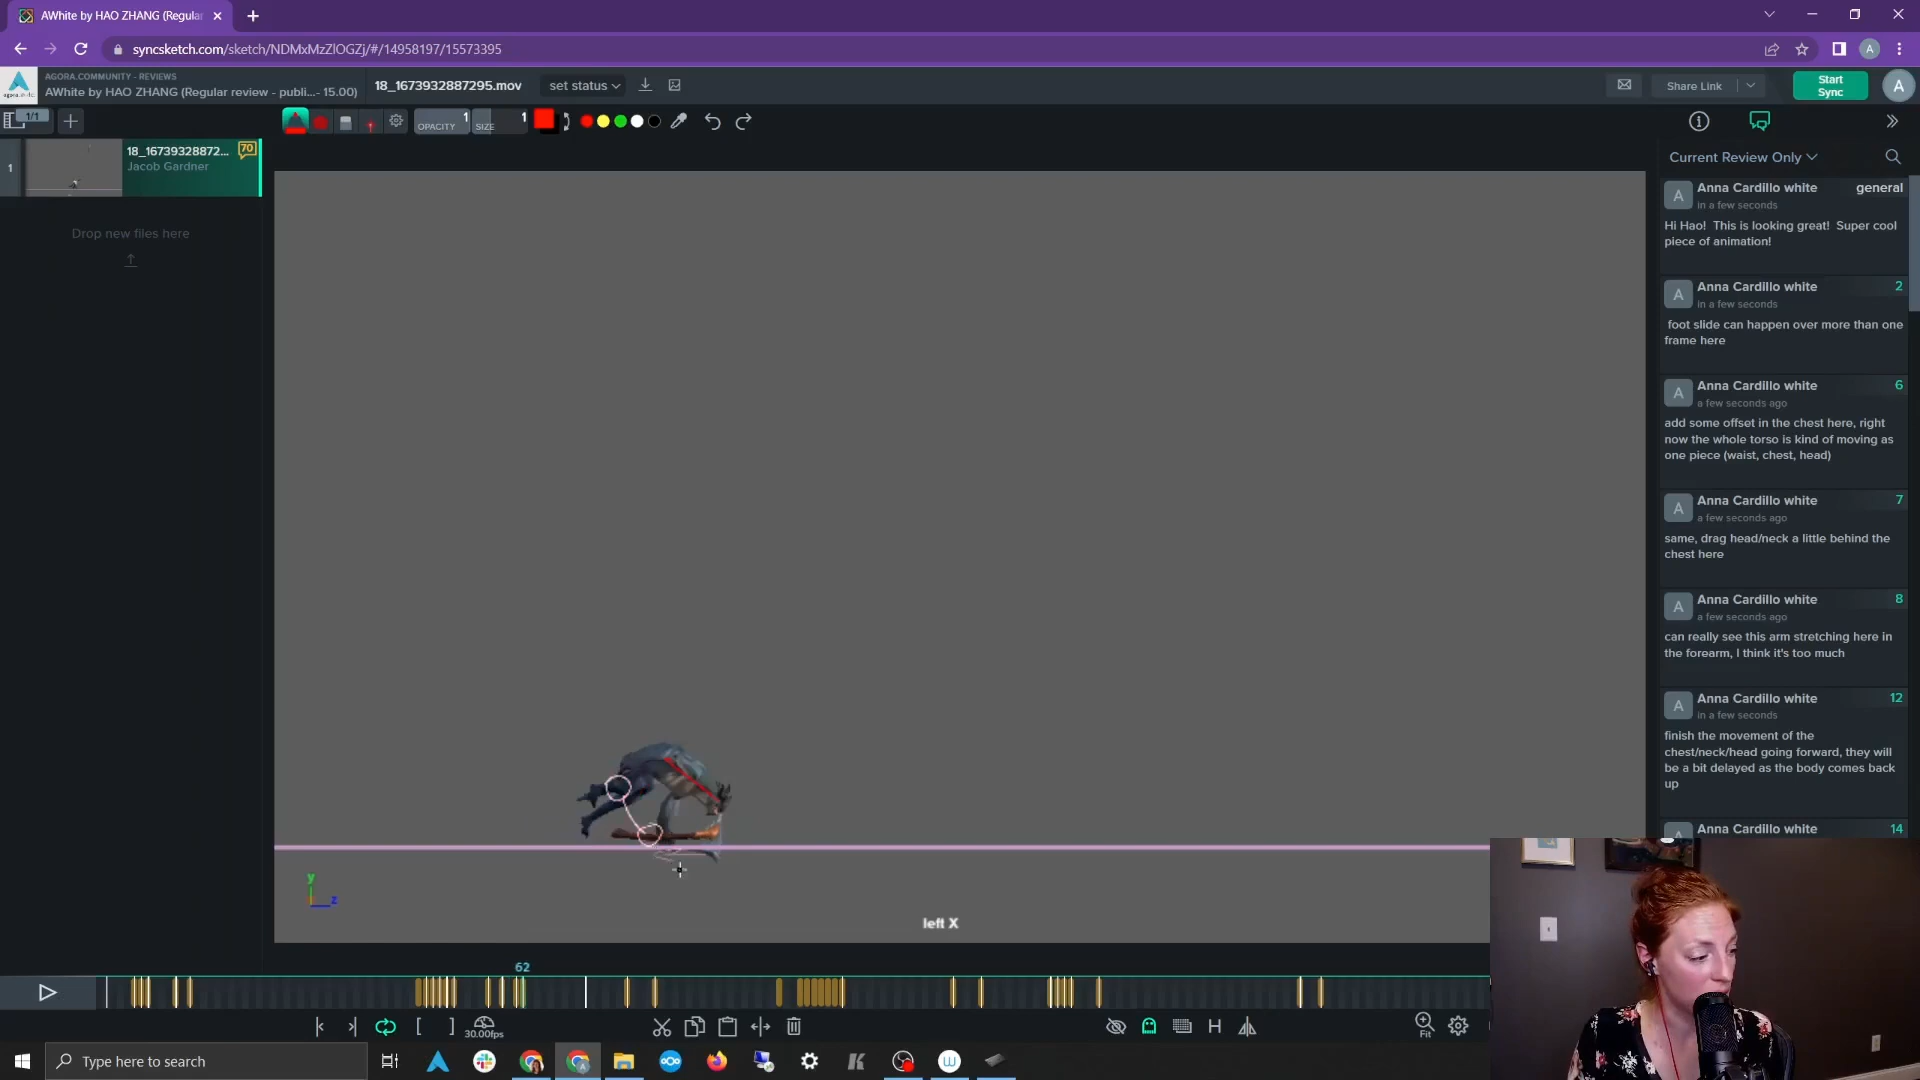 AWhite by HAO ZHANG (Regula
syncsketch.com/sketch/NDMxMzZlOGZj/#/14958197/15573395
A
AGORA.COMMUNITY - REVIEWS
AWhite by HAO ZHANG (Regular review - publi...- 15.00)
18_1673932887295.mov
set status
Share Link
Start
Sync
A
1/1
OPACITY 1
SIZE 1
1
18_16739328872...
70
Jacob Gardner
Drop new files here
Current Review Only
A
Anna Cardillo white
general
in a few seconds
Hi Hao! This is looking great! Super cool
piece of animation!
A
Anna Cardillo white
2
in a few seconds
foot slide can happen over more than one
frame here
A
Anna Cardillo white
6
a few seconds ago
add some offset in the chest here, right
now the whole torso is kind of moving as
one piece (waist, chest, head)
A
Anna Cardillo white
7
a few seconds ago
same, drag head/neck a little behind the
chest here
A
Anna Cardillo white
8
a few seconds ago
can really see this arm stretching here in
the forearm, I think it's too much
A
Anna Cardillo white
12
in a few seconds
finish the movement of the
chest/neck/head going forward, they will
be a bit delayed as the body comes back
up
Anna Cardillo white
14
y
z
left X
62
30.00fps
H
Fit
Type here to search